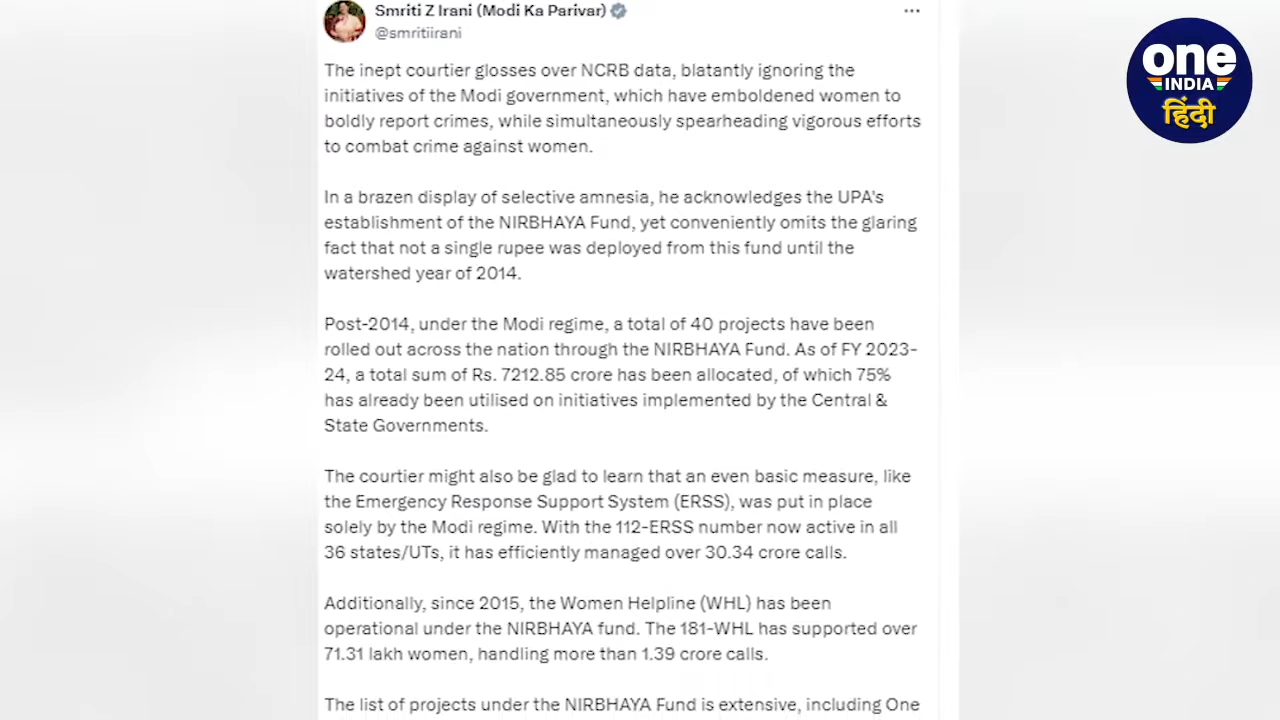 Smriti Z Irani (Modi Ka Parivar)
@smritiirani
one
INDIA
हिंदी
The inept courtier glosses over NCRB data, blatantly ignoring the
initiatives of the Modi government, which have emboldened women to
boldly report crimes, while simultaneously spearheading vigorous efforts
to combat crime against women.
In a brazen display of selective amnesia, he acknowledges the UPA's
establishment of the NIRBHAYA Fund, yet conveniently omits the glaring
fact that not a single rupee was deployed from this fund until the
watershed year of 2014.
Post-2014, under the Modi regime, a total of 40 projects have been
rolled out across the nation through the NIRBHAYA Fund. As of FY 2023-
24, a total sum of Rs. 7212.85 crore has been allocated, of which 75%
has already been utilised on initiatives implemented by the Central &
State Governments.
The courtier might also be glad to learn that an even basic measure, like
the Emergency Response Support System (ERSS), was put in place
solely by the Modi regime. With the 112-ERSS number now active in all
36 states/UTs, it has efficiently managed over 30.34 crore calls.
Additionally, since 2015, the Women Helpline (WHL) has been
operational under the NIRBHAYA fund. The 181-WHL has supported over
71.31 lakh women, handling more than 1.39 crore calls.
The list of projects under the NIRBHAYA Fund is extensive, including One